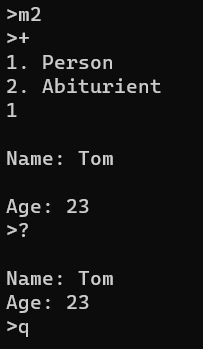 >m2
>+
1. Person
2. Abiturient
1
Name: Tom
Age: 23
>?
Name: Tom
Age: 23
>q